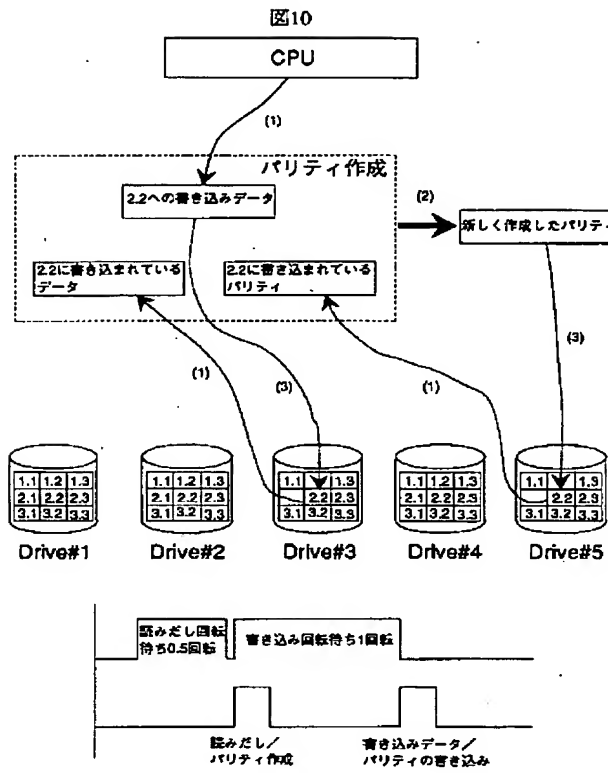 図10
CPU
(1)
パリティ作成
2.2への書き込みデータ
(2)
新しく作成したパリティ
2.2に書き込まれている
データ
2.2に書き込まれている
パリティ
(1)
(3)
(1)
(3)
1.1 1.2 1.3
2.1 2.2 2.3
3.1 3.2 3.3
Drive#1
1.1 1.2 1.3
2.1 2.2 2.3
3.1 3.2 3.3
Drive#2
1.1 1.3
2.2 2.3
3.1 3.2 3.3
Drive#3
1.1 1.2 1.3
2.1 2.2 2.3
3.1 3.2 3.3
Drive#4
1.1 1.3
2.2 2.3
3.1 3.2 3.3
Drive#5
読みだし回転
待ち0.5回転
書き込み回転待ち1回転
読みだし/
パリティ作成
書き込みデータ/
パリティの書き込み